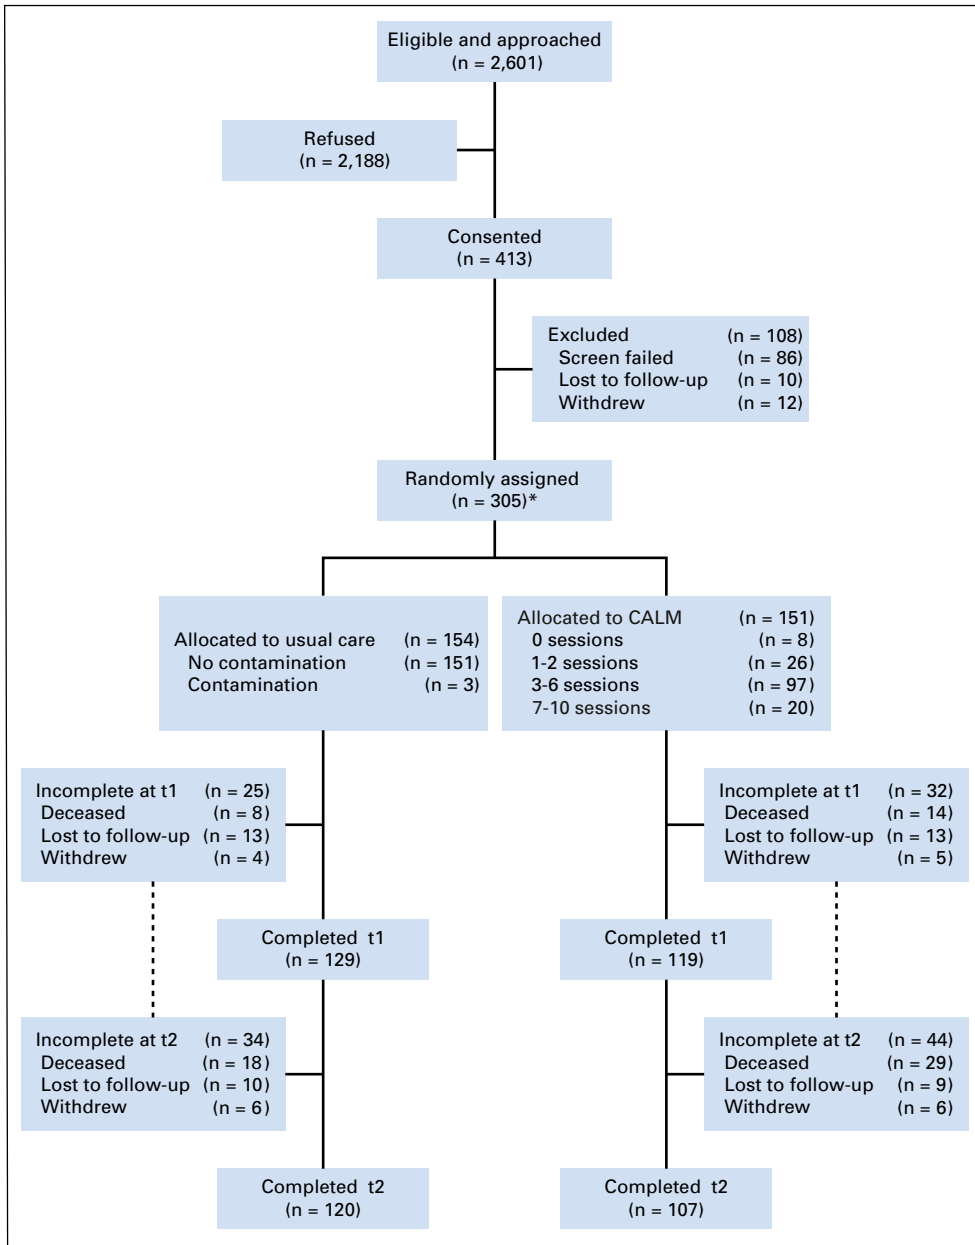 Eligible and approached
(n = 2,601)
Refused
(n = 2,188)
Consented
(n = 413)
Excluded (n = 108)
Screen failed (n = 86)
Lost to follow-up (n = 10)
Withdrew (n = 12)
Randomly assigned
(n = 305)*
Allocated to usual care (n = 154)
No contamination (n = 151)
Contamination (n = 3)
Allocated to CALM (n = 151)
0 sessions (n = 8)
1-2 sessions (n = 26)
3-6 sessions (n = 97)
7-10 sessions (n = 20)
Incomplete at t1 (n = 25)
Deceased (n = 8)
Lost to follow-up (n = 13)
Withdrew (n = 4)
Incomplete at t1 (n = 32)
Deceased (n = 14)
Lost to follow-up (n = 13)
Withdrew (n = 5)
Completed t1
(n = 129)
Completed t1
(n = 119)
Incomplete at t2 (n = 34)
Deceased (n = 18)
Lost to follow-up (n = 10)
Withdrew (n = 6)
Incomplete at t2 (n = 44)
Deceased (n = 29)
Lost to follow-up (n = 9)
Withdrew (n = 6)
Completed t2
(n = 120)
Completed t2
(n = 107)